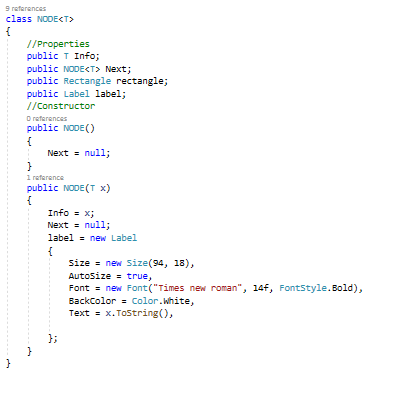 9 references
class NODE<T>
{
//Properties
public T Info;
public NODE<T> Next;
public Rectangle rectangle;
public Label label;
//Constructor
0 references
public NODE()
{
Next = null;
}
1 reference
public NODE(T x)
{
Info = x;
Next = null;
label = new Label
{
Size = new Size(94, 18),
AutoSize = true,
Font = new Font("Times new roman", 14f, FontStyle.Bold),
BackColor = Color.White,
Text = x.ToString(),
};
}
}